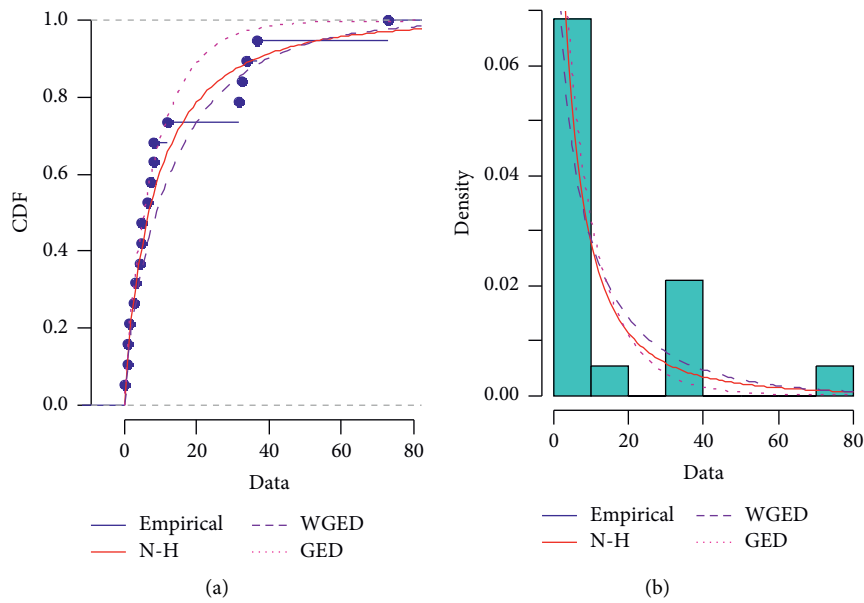 CDF
1.0
0.8
0.6
0.4
0.2
0.0
0 20 40 60 80
Data
Empirical WGED
N-H GED
(a)
Density
0.06
0.04
0.02
0.00
0 20 40 60 80
Data
Empirical WGED
N-H GED
(b)